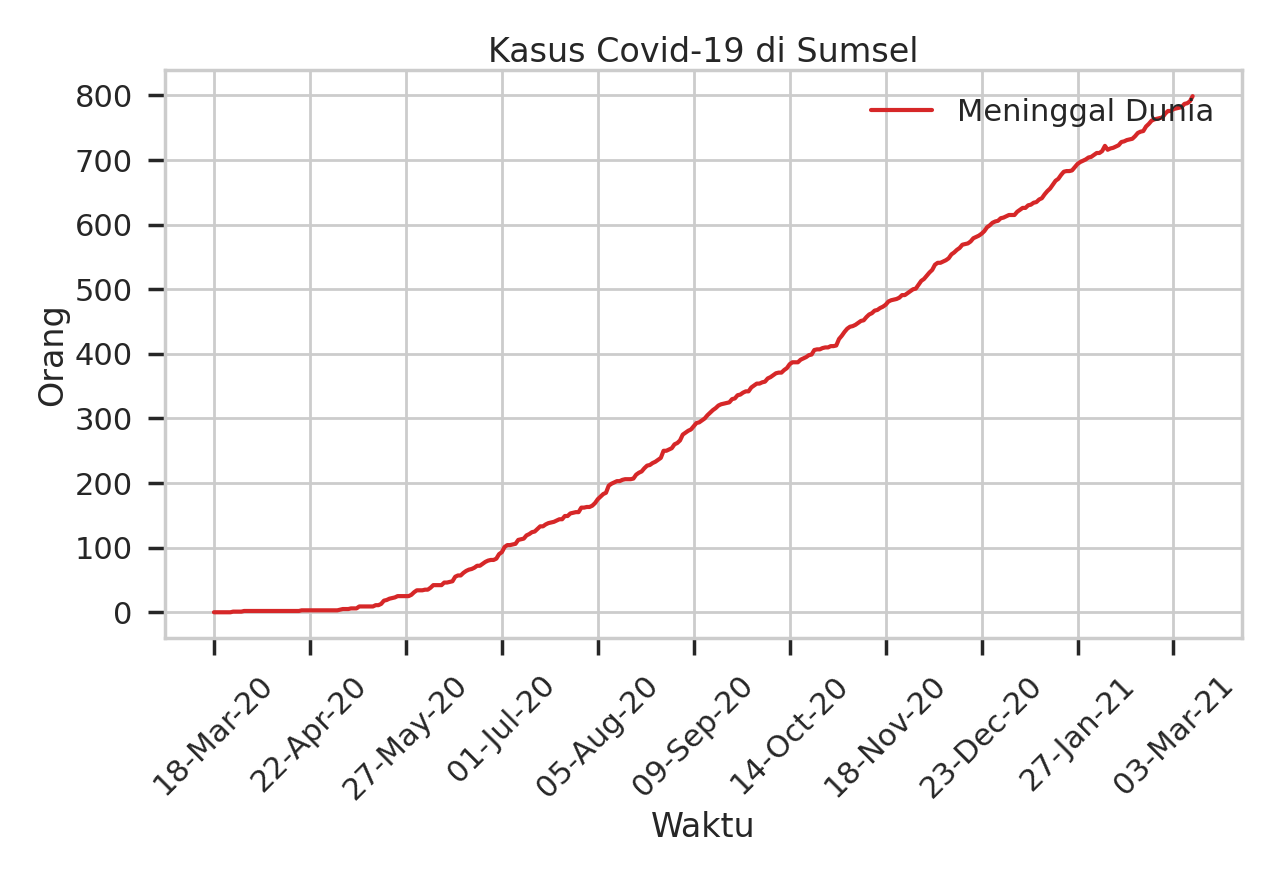 Kasus Covid-19 di Sumsel
Meninggal Dunia
800
700
600
500
400
300
200
100
0
Orang
18-Mar-20
22-Apr-20
27-May-20
01-Jul-20
05-Aug-20
09-Sep-20
14-Oct-20
18-Nov-20
23-Dec-20
27-Jan-21
03-Mar-21
Waktu